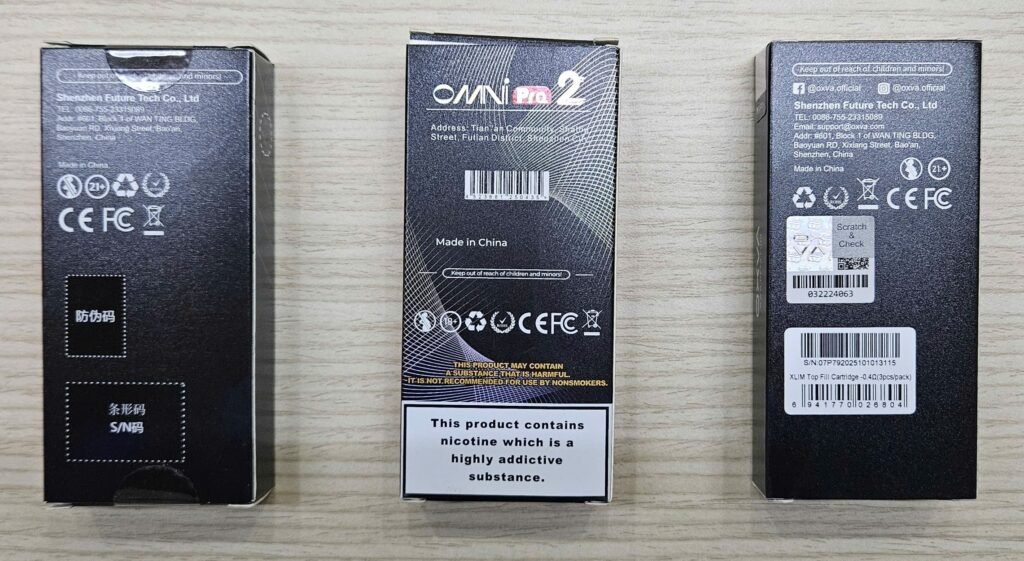 Keep out of reach of children and minors!
Shenzhen Future Tech Co., Ltd
TEL: 0086-755-23315089
Addr: #601, Block 1 of WAN TING BLDG,
Baoyuan RD, Xixiang Street, Bao'an,
Shenzhen, China
Made in China
21+
CE FC
防伪码
条形码
S/N码
OMNi Pro 2
Address: Tian'an Community, Shatou
Street, Futian District, Shenzhen
Made in China
Keep out of reach of children and minors!
18+
CE FC
THIS PRODUCT MAY CONTAIN
A SUBSTANCE THAT IS HARMFUL.
IT IS NOT RECOMMENDED FOR USE BY NONSMOKERS.
This product contains
nicotine which is a
highly addictive
substance.
Keep out of reach of children and minors!
@oxva.official @oxva.official
Shenzhen Future Tech Co., Ltd
TEL: 0086-755-23315089
Email: support@oxva.com
Addr: #601, Block 1 of WAN TING BLDG,
Baoyuan RD, Xixiang Street, Bao'an,
Shenzhen, China
Made in China
21+
CE FC
Scratch
&
Check
032224063
S/N:07P792025101013115
XLIM Top Fill Cartridge -0.4Ω(3pcs/pack)
6 941770 026804